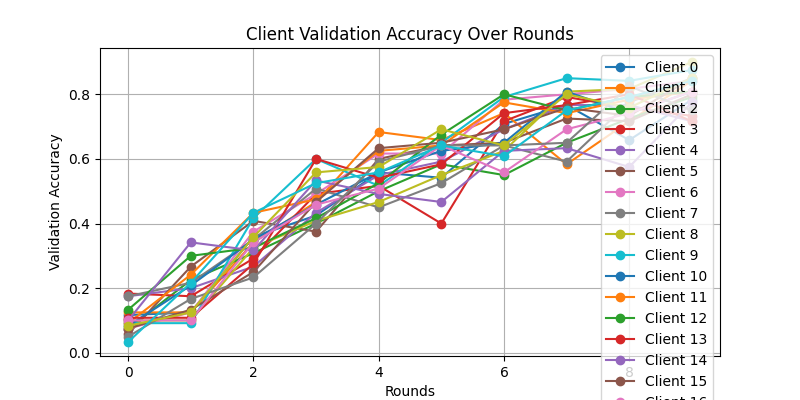 Client Validation Accuracy Over Rounds
Validation Accuracy
0.8
0.6
0.4
0.2
0.0
0
2
4
6
8
Rounds
Client 0
Client 1
Client 2
Client 3
Client 4
Client 5
Client 6
Client 7
Client 8
Client 9
Client 10
Client 11
Client 12
Client 13
Client 14
Client 15
Client 16